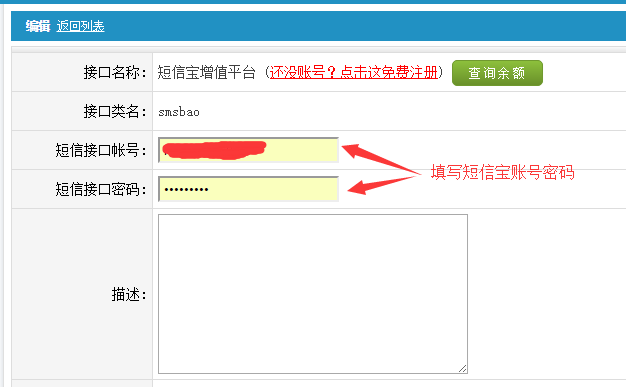 编辑 返回列表
接口名称： 短信宝增值平台 (还没账号？点击这免费注册) 查询余额
接口类名： smsbao
短信接口帐号：
短信接口密码： •••••••••
填写短信宝账号密码
描述：